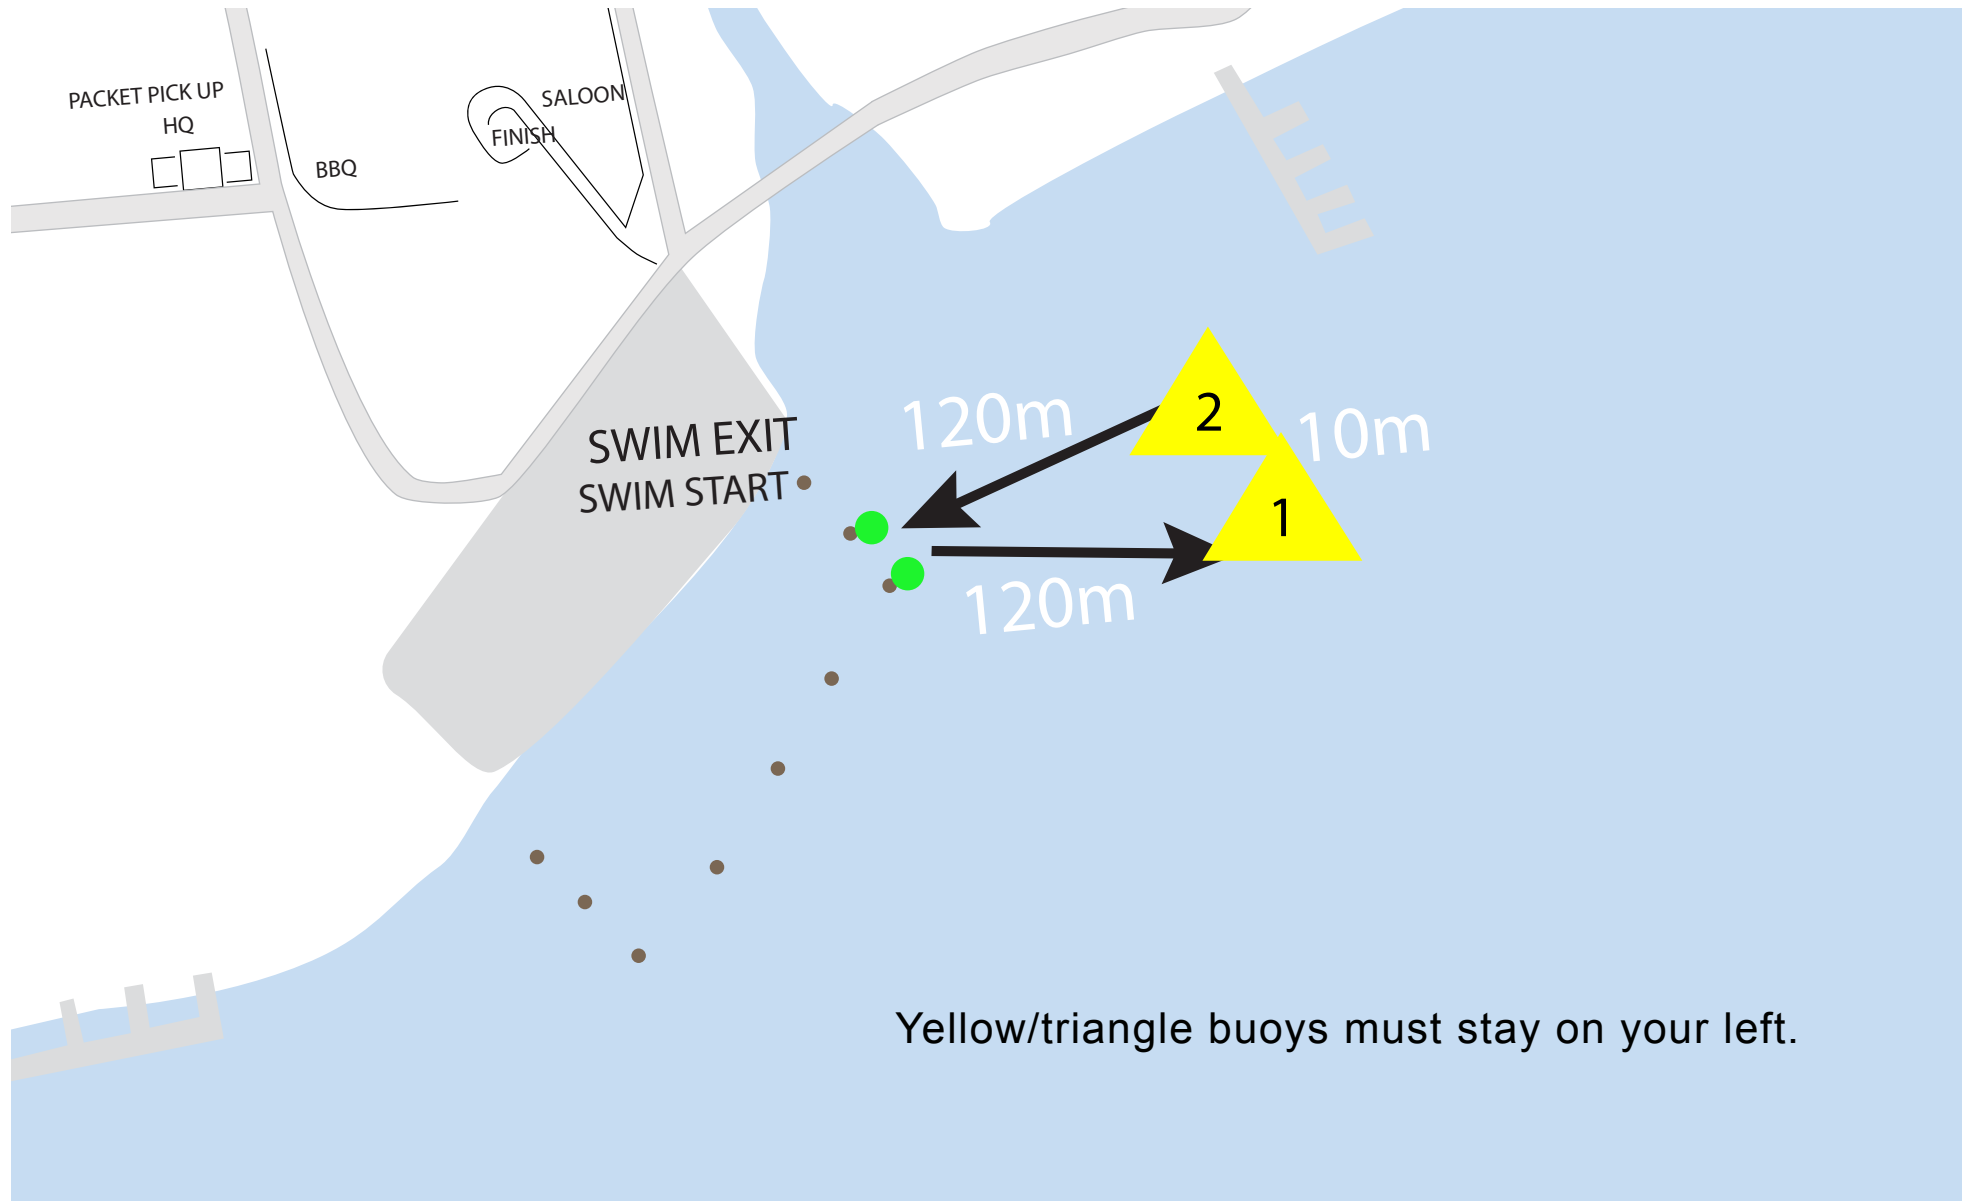 PACKET PICK UP
HQ
BBQ
SALOON
FINISH
SWIM EXIT
SWIM START
120m
2
10m
1
120m
Yellow/triangle buoys must stay on your left.